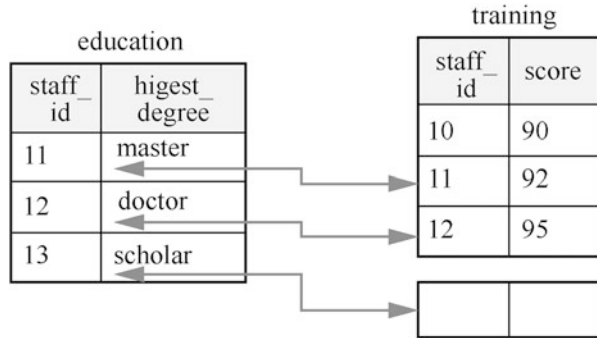 education
staff_ higest_
id degree
11 master
12 doctor
13 scholar
training
staff_ score
id
10 90
11 92
12 95